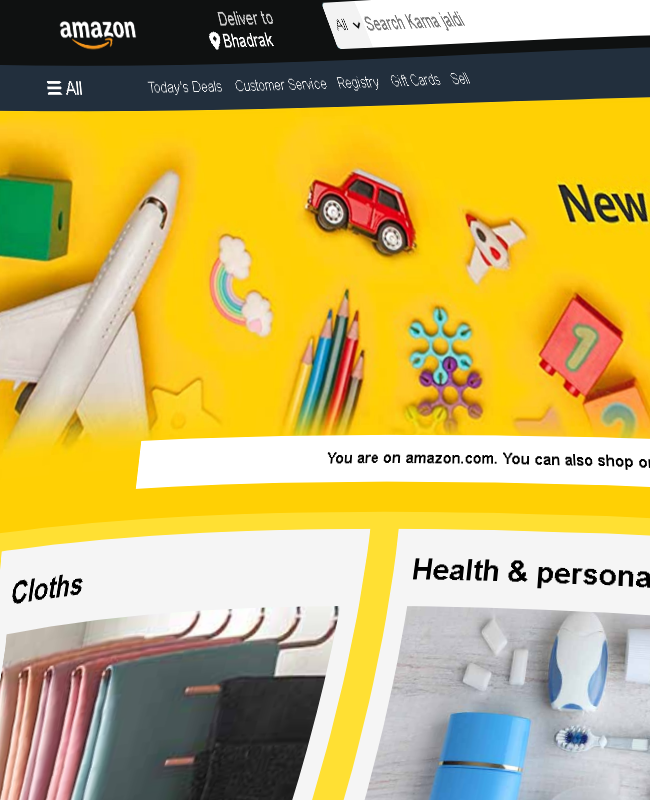 amazon
Deliver to
Bhadrak
All
Search Karna jaldi
All
Today's Deals
Customer Service
Registry
Gift Cards
Sell
New
You are on amazon.com. You can also shop
Cloths
Health & persona
1
2